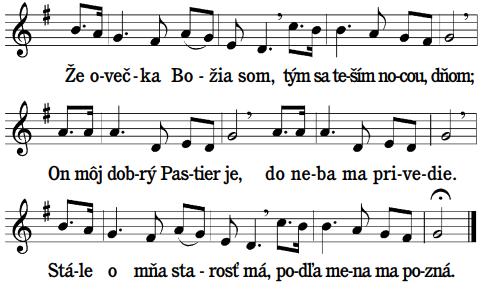 Že o-več-ka Bo-žia som, tým sa te-ším no-cou, dňom;
On môj dob-rý Pas-tier je, do ne-ba ma pri-ve-die.
Stá-le o mňa sta-rosť má, po-dľa me-na ma po-zná.